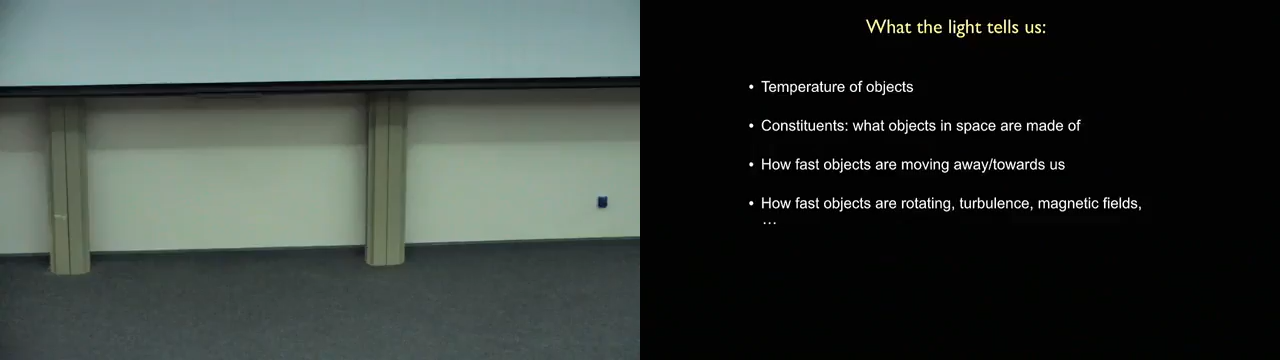 What the light tells us:
• Temperature of objects
• Constituents: what objects in space are made of
• How fast objects are moving away/towards us
• How fast objects are rotating, turbulence, magnetic fields,
…